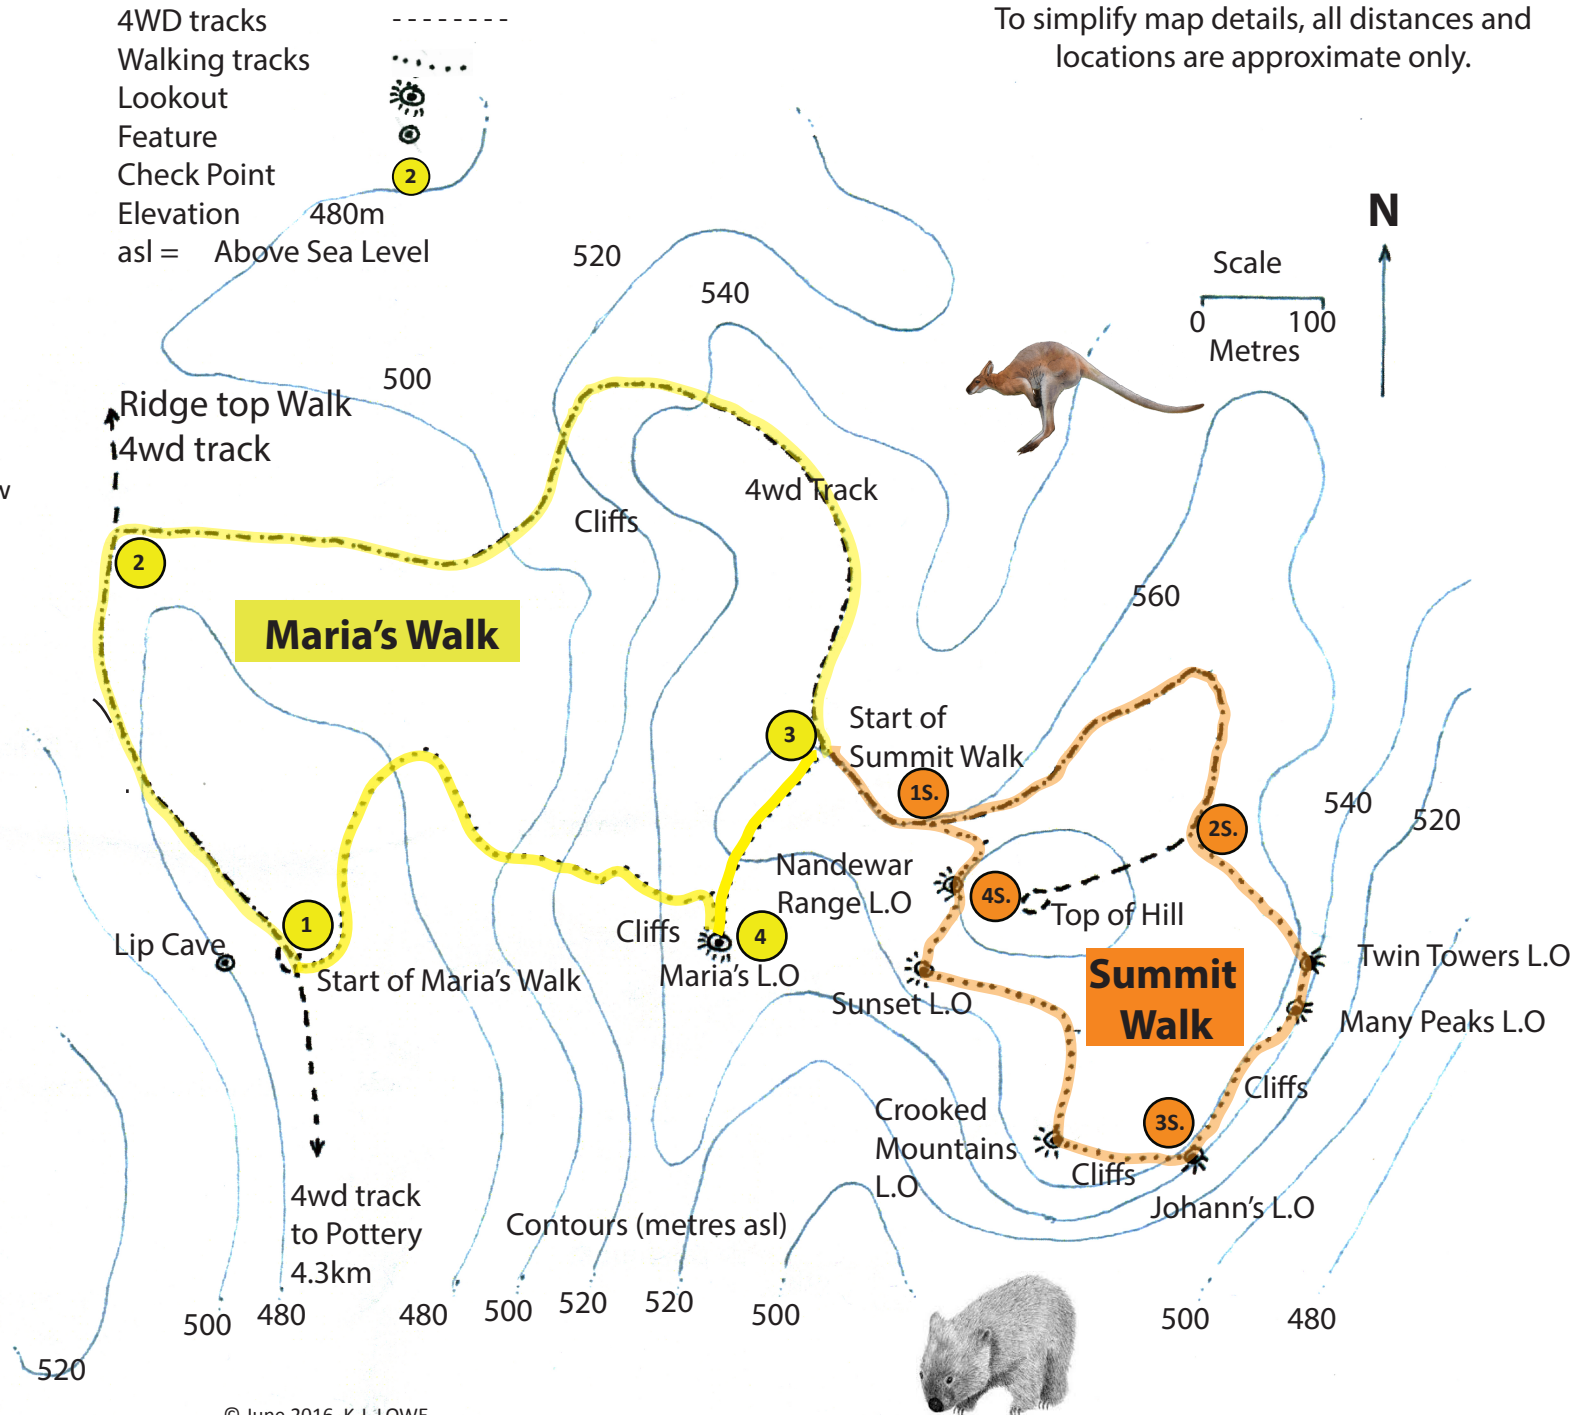 4WD tracks
To simplify map details, all distances and
locations are approximate only.
Walking tracks
Lookout
Feature
Check Point
2
Elevation 480m
asl = Above Sea Level
N
Scale
0 100
Metres
520
540
500
Ridge top Walk
4wd track
w
4wd Track
Cliffs
2
560
Maria's Walk
3
Start of
Summit Walk
1S.
540
520
2S.
Nandewar
Range L.O
4S.
Top of Hill
1
Cliffs
4
Lip Cave
Start of Maria's Walk
Maria's L.O
Sunset L.O
Summit
Walk
Twin Towers L.O
Many Peaks L.O
Cliffs
Crooked
Mountains
L.O
3S.
Cliffs
Johann's L.O
4wd track
to Pottery
4.3km
Contours (metres asl)
500
480
480
500
520
520
500
500
480
520
© June 2016 K.J. LOWE